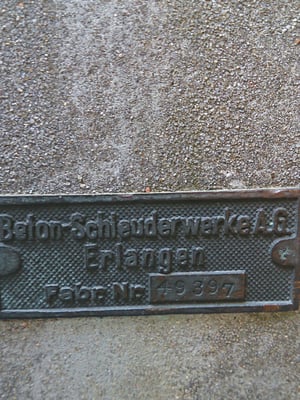 Beton-Schleuderwerke A.G.
Erlangen
Fabr. Nr. 49397